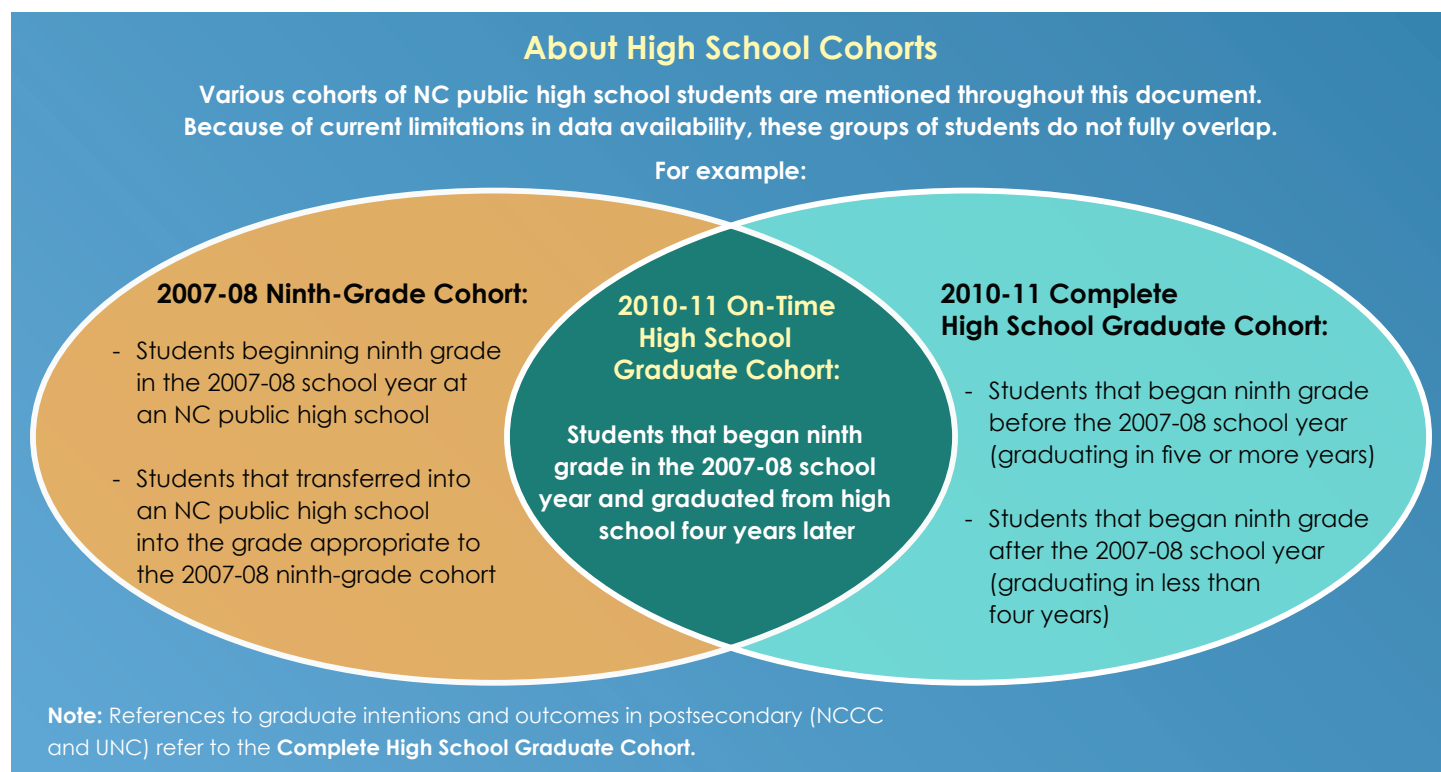 About High School Cohorts
Various cohorts of NC public high school students are mentioned throughout this document.
Because of current limitations in data availability, these groups of students do not fully overlap.
For example:
2007-08 Ninth-Grade Cohort:
- Students beginning ninth grade
in the 2007-08 school year at
an NC public high school
- Students that transferred into
an NC public high school
into the grade appropriate to
the 2007-08 ninth-grade cohort
2010-11 On-Time
High School
Graduate Cohort:
Students that began ninth
grade in the 2007-08 school
year and graduated from high
school four years later
2010-11 Complete
High School Graduate Cohort:
- Students that began ninth grade
before the 2007-08 school year
(graduating in five or more years)
- Students that began ninth grade
after the 2007-08 school year
(graduating in less than
four years)
Note: References to graduate intentions and outcomes in postsecondary (NCCC
and UNC) refer to the Complete High School Graduate Cohort.